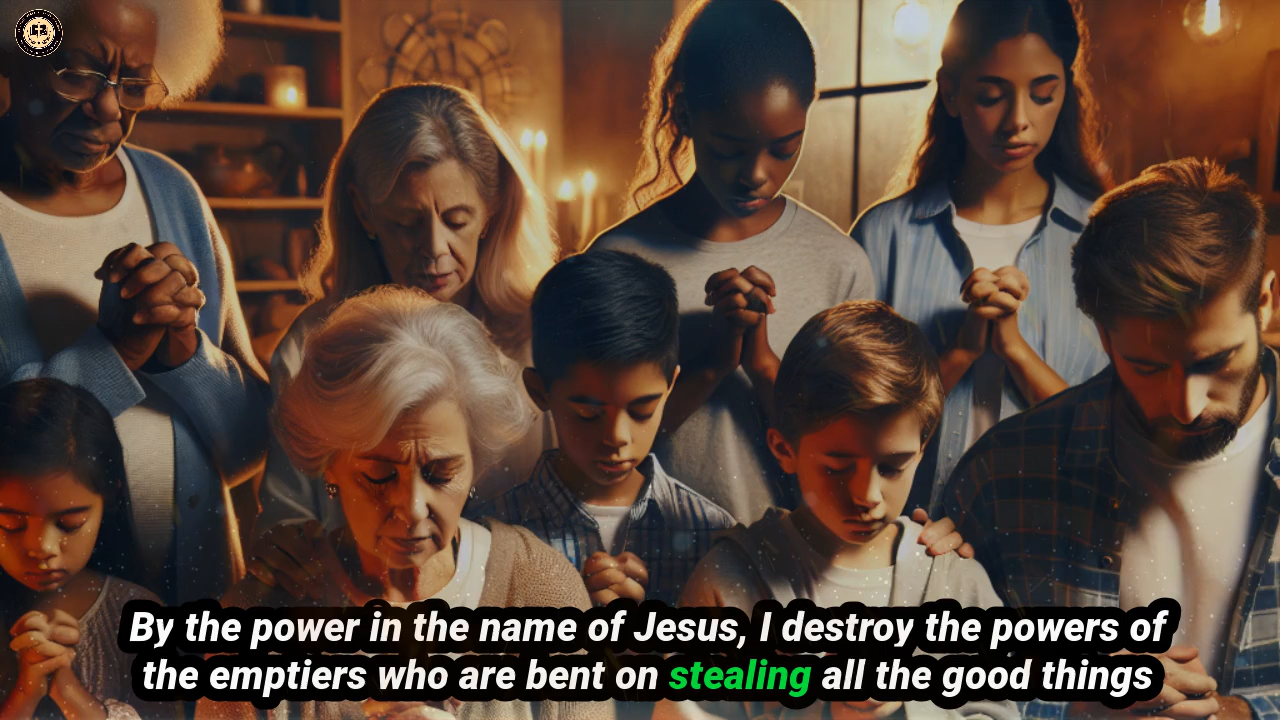 By the power in the name of Jesus, I destroy the powers of
the emptiers who are bent on stealing all the good things